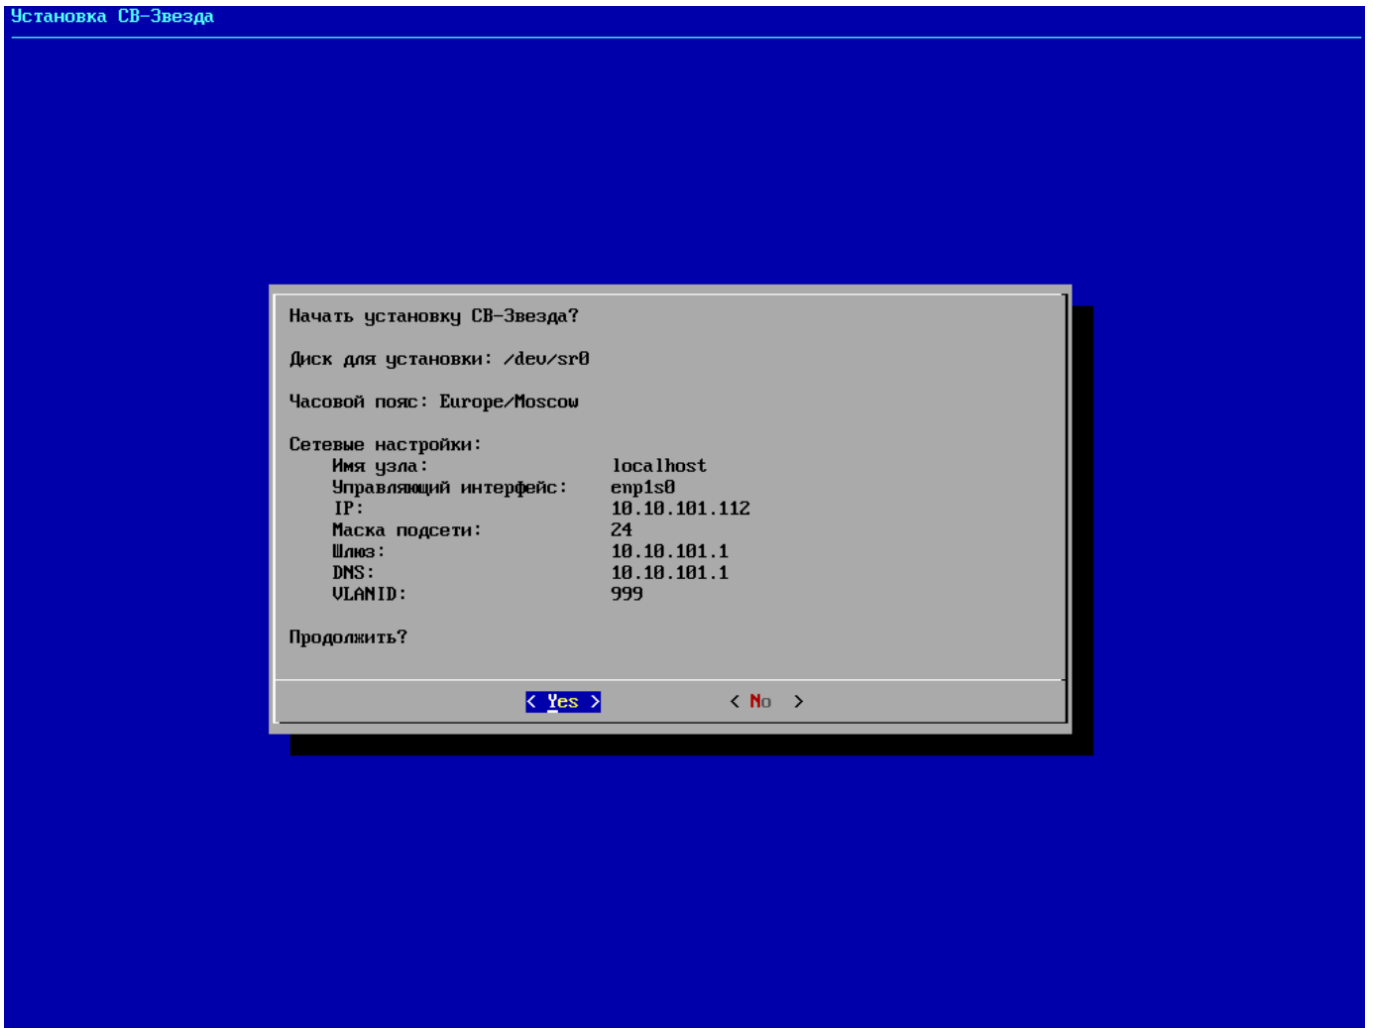 Установка СВ-Звезда
Начать установку СВ-Звезда?
Диск для установки: /dev/sr0
Часовой пояс: Europe/Moscow
Сетевые настройки:
Имя узла: localhost
Управляющий интерфейс: enp1s0
IP: 10.10.101.112
Маска подсети: 24
Шлюз: 10.10.101.1
DNS: 10.10.101.1
VLANID: 999
Продолжить?
< Yes > < No >